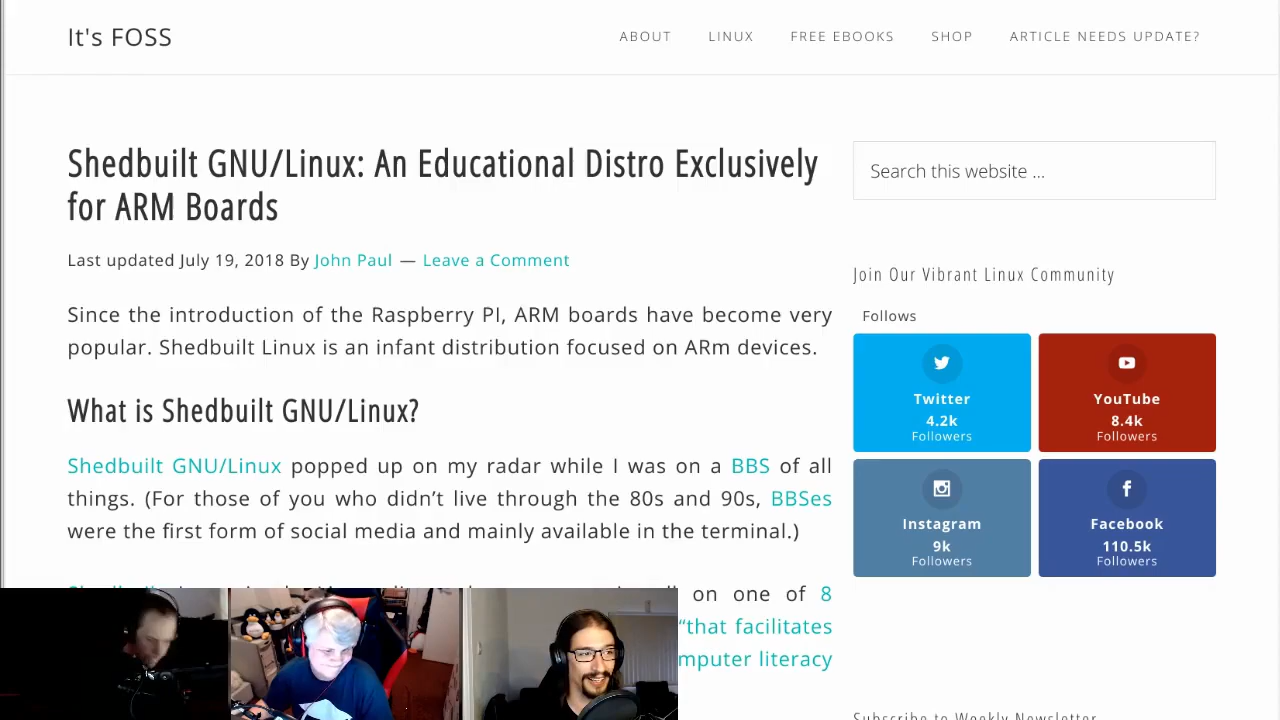 It's FOSS
ABOUT LINUX FREE EBOOKS SHOP ARTICLE NEEDS UPDATE?
Shedbuilt GNU/Linux: An Educational Distro Exclusively
for ARM Boards
Last updated July 19, 2018 By John Paul — Leave a Comment
Since the introduction of the Raspberry PI, ARM boards have become very
popular. Shedbuilt Linux is an infant distribution focused on ARm devices.
What is Shedbuilt GNU/Linux?
Shedbuilt GNU/Linux popped up on my radar while I was on a BBS of all
things. (For those of you who didn’t live through the 80s and 90s, BBSes
were the first form of social media and mainly available in the terminal.)
on one of 8
“that facilitates
mputer literacy
Search this website ...
Join Our Vibrant Linux Community
Follows
Twitter
4.2k
Followers
YouTube
8.4k
Followers
Instagram
9k
Followers
Facebook
110.5k
Followers
Subscribe to Weekly Newsletter